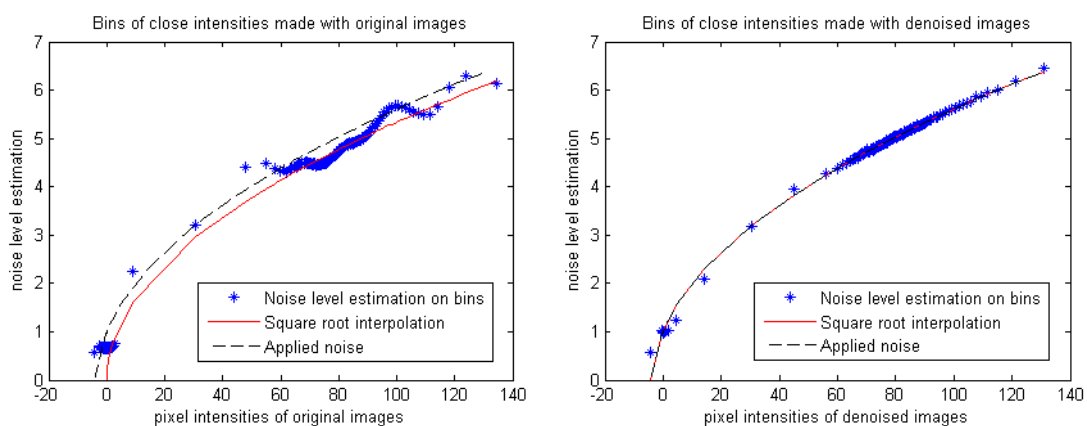 Bins of close intensities made with original images
7
6
5
4
3
2
1
0
noise level estimation
Noise level estimation on bins
Square root interpolation
Applied noise
-20 0 20 40 60 80 100 120 140
pixel intensities of original images
Bins of close intensities made with denoised images
7
6
5
4
3
2
1
0
noise level estimation
Noise level estimation on bins
Square root interpolation
Applied noise
-20 0 20 40 60 80 100 120 140
pixel intensities of denoised images